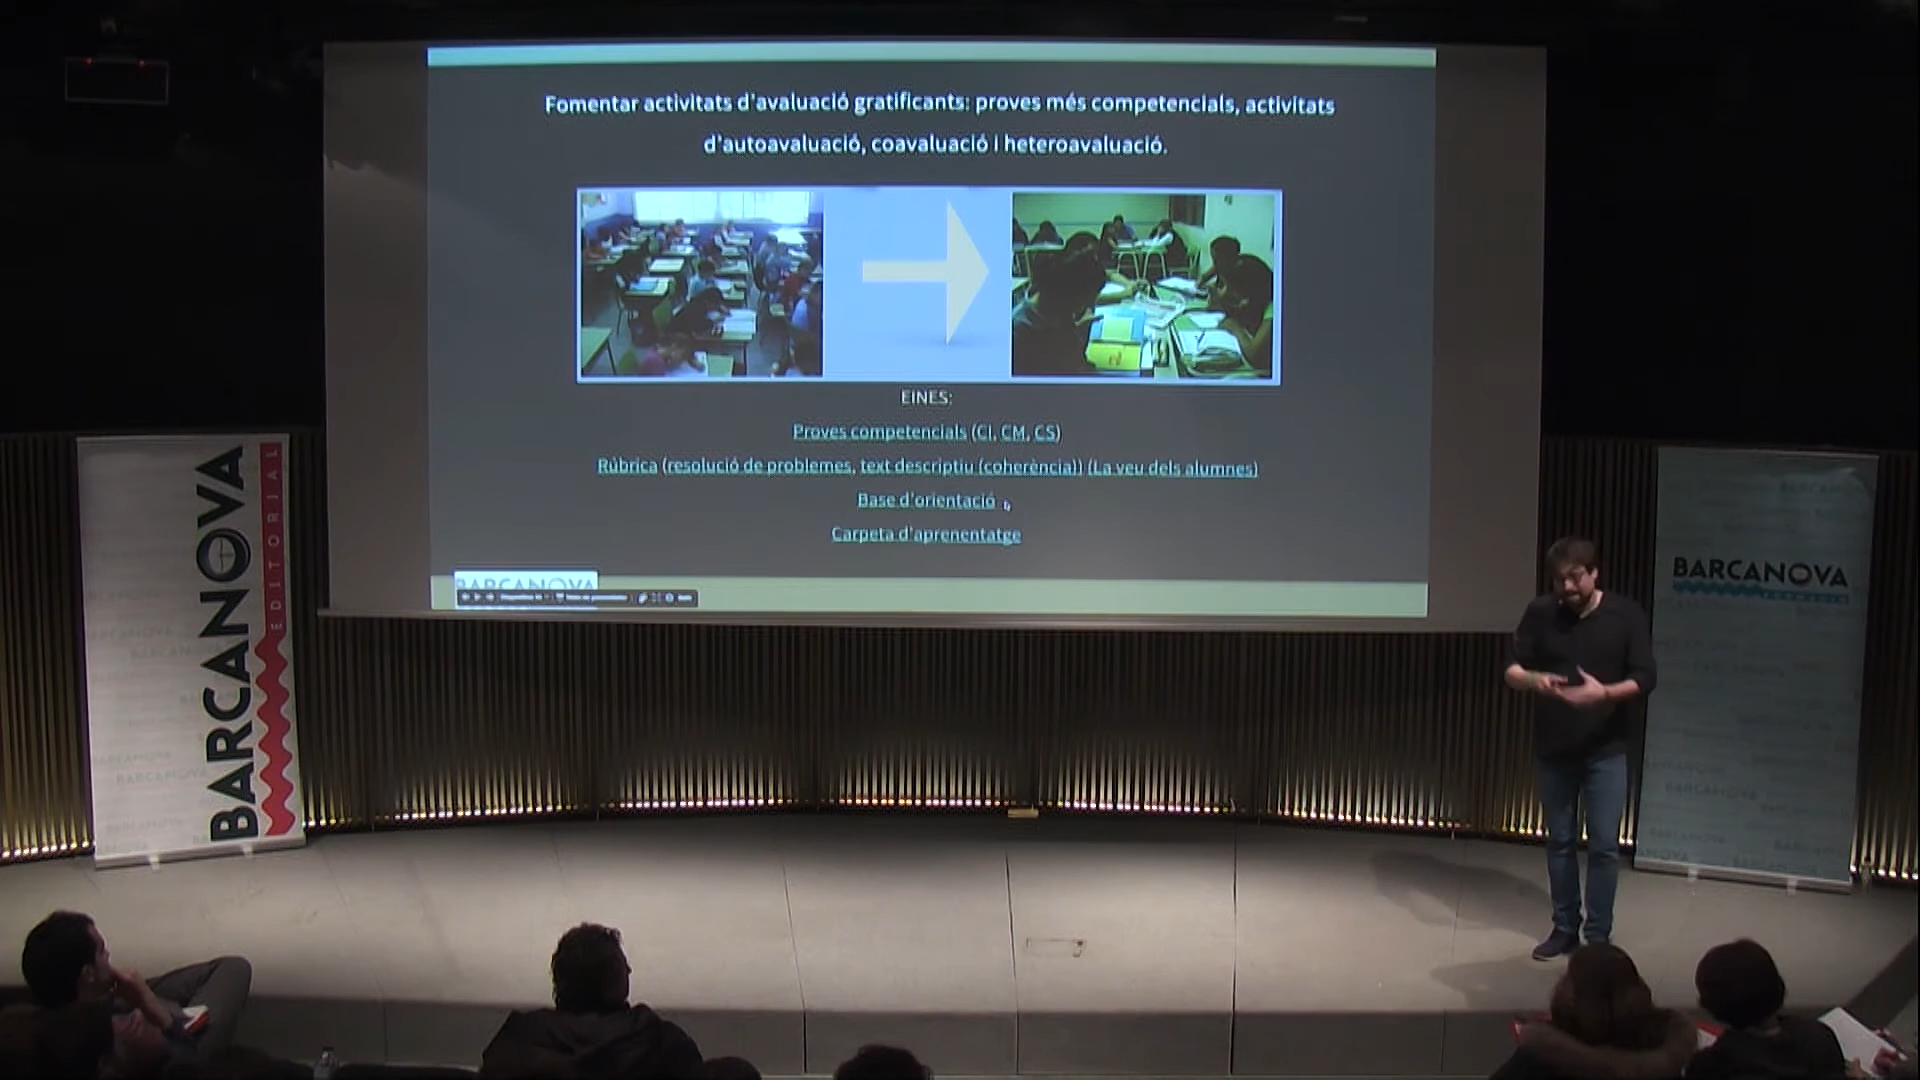 Fomentar activitats d'avaluació gratificants: proves més competencials, activitats
d'autoavaluació, coavaluació i heteroavaluació.
EINES:
Proves competencials (CI, CM, CS)
Rúbrica (resolució de problemes, text descriptiu (coherència)) (La veu dels alumnes)
Base d'orientació
Carpeta d'aprenentatge
BARCANOVA
BARCANOVA
EDITORIAL
BARCANOVA